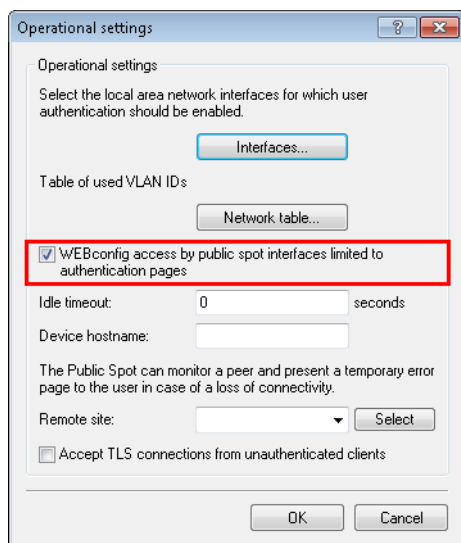 Operational settings
Operational settings
Select the local area network interfaces for which user
authentication should be enabled.
Interfaces...
Table of used VLAN IDs
Network table...
WEBconfig access by public spot interfaces limited to
authentication pages
Idle timeout: 0 seconds
Device hostname:
The Public Spot can monitor a peer and present a temporary error
page to the user in case of a loss of connectivity.
Remote site: Select
Accept TLS connections from unauthenticated clients
OK Cancel